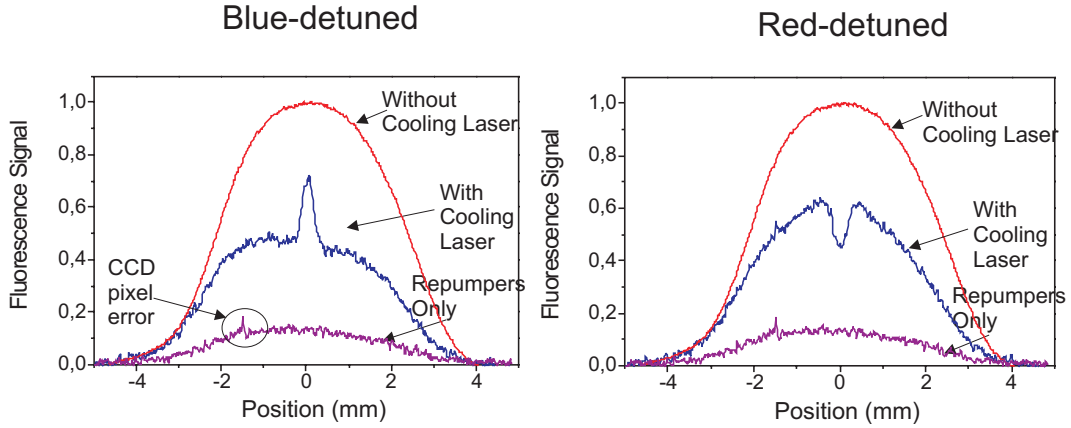 Blue-detuned
Red-detuned
Fluorescence Signal
1,0
0,8
0,6
0,4
0,2
0,0
-4
-2
0
2
4
Position (mm)
Without
Cooling Laser
With
Cooling
Laser
CCD
pixel
error
Repumpers
Only
Fluorescence Signal
1,0
0,8
0,6
0,4
0,2
0,0
-4
-2
0
2
4
Position (mm)
Without
Cooling Laser
With
Cooling
Laser
Repumpers
Only